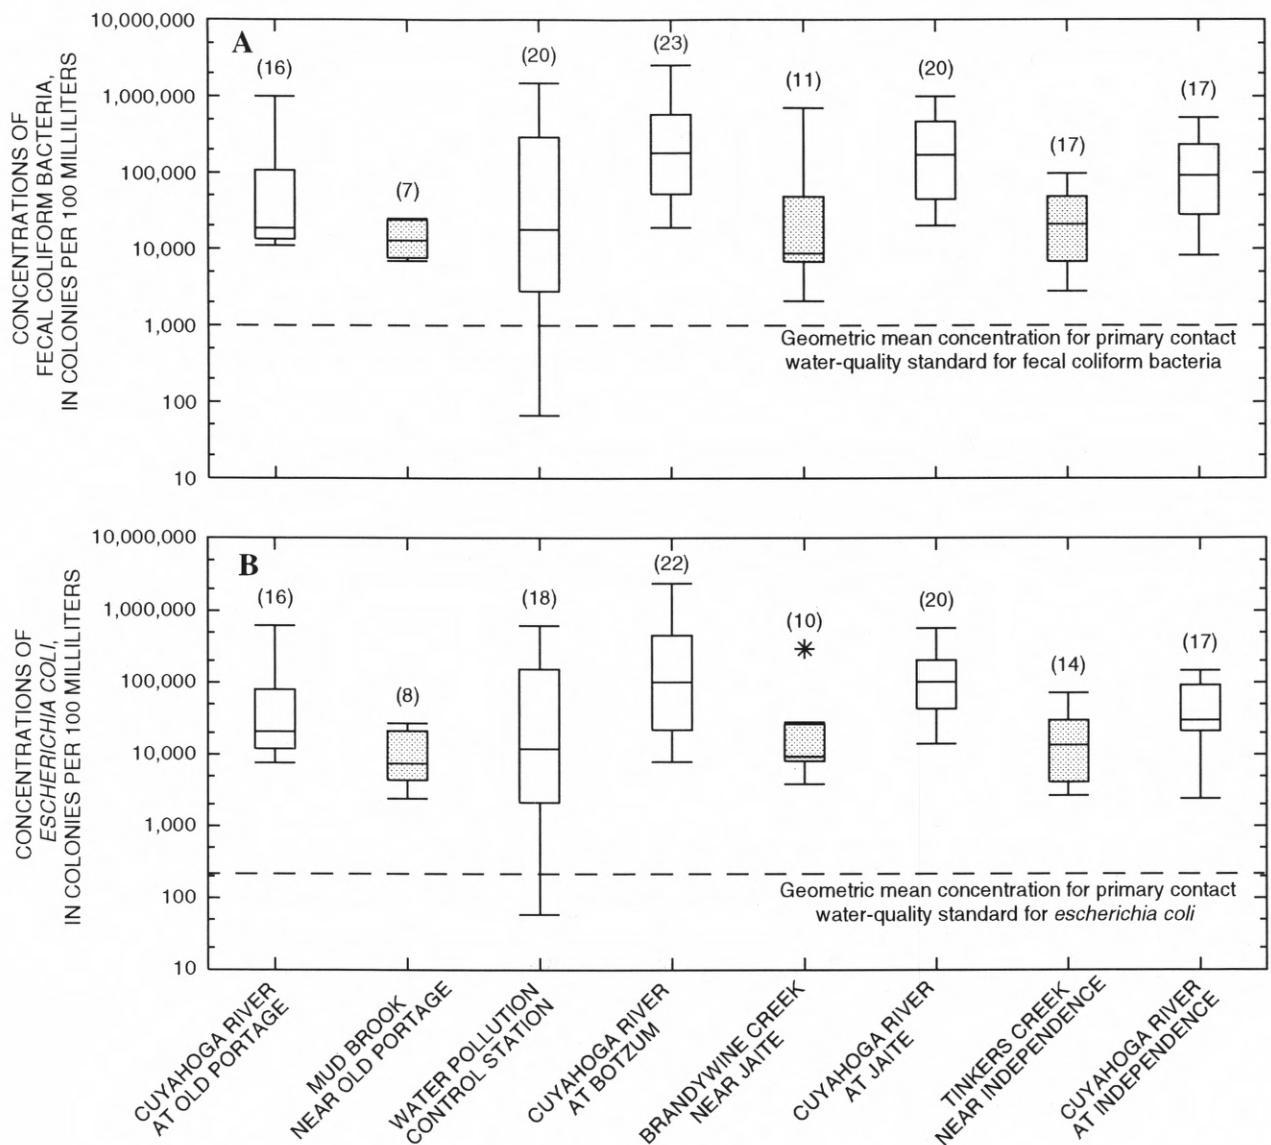 A
CONCENTRATIONS OF
FECAL COLIFORM BACTERIA,
IN COLONIES PER 100 MILLILITERS
10,000,000
1,000,000
100,000
10,000
1,000
100
10
(16)
(7)
(20)
(23)
(11)
(20)
(17)
(17)
Geometric mean concentration for primary contact
water-quality standard for fecal coliform bacteria
B
CONCENTRATIONS OF
ESCHERICHIA COLI,
IN COLONIES PER 100 MILLILITERS
10,000,000
1,000,000
100,000
10,000
1,000
100
10
(16)
(8)
(18)
(22)
(10)
(20)
(14)
(17)
Geometric mean concentration for primary contact
water-quality standard for escherichia coli
CUYAHOGA RIVER
AT OLD PORTAGE
MUD BROOK
NEAR OLD PORTAGE
WATER POLLUTION
CONTROL STATION
CUYAHOGA RIVER
AT BOTZUM
BRANDYWINE CREEK
NEAR JAITE
CUYAHOGA RIVER
AT JAITE
TINKERS CREEK
NEAR INDEPENDENCE
CUYAHOGA RIVER
AT INDEPENDENCE